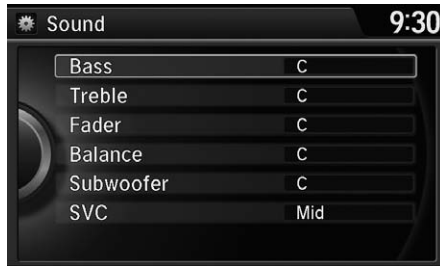 Sound 9:30
Bass C
Treble C
Fader C
Balance C
Subwoofer C
SVC Mid